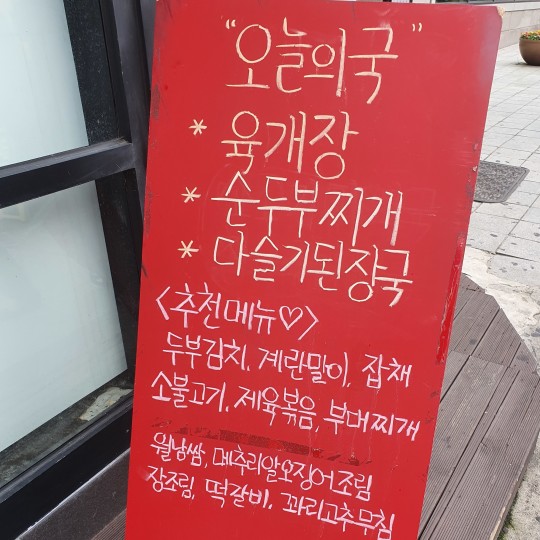 "오늘의국"
* 육개장
* 순두부찌개
* 다슬기된장국
<추천메뉴♡>
두부김치, 계란말이, 잡채
소불고기, 제육볶음, 부대찌개
월남쌈, 메추리알오징어조림
장조림, 떡갈비, 꽈리고추무침